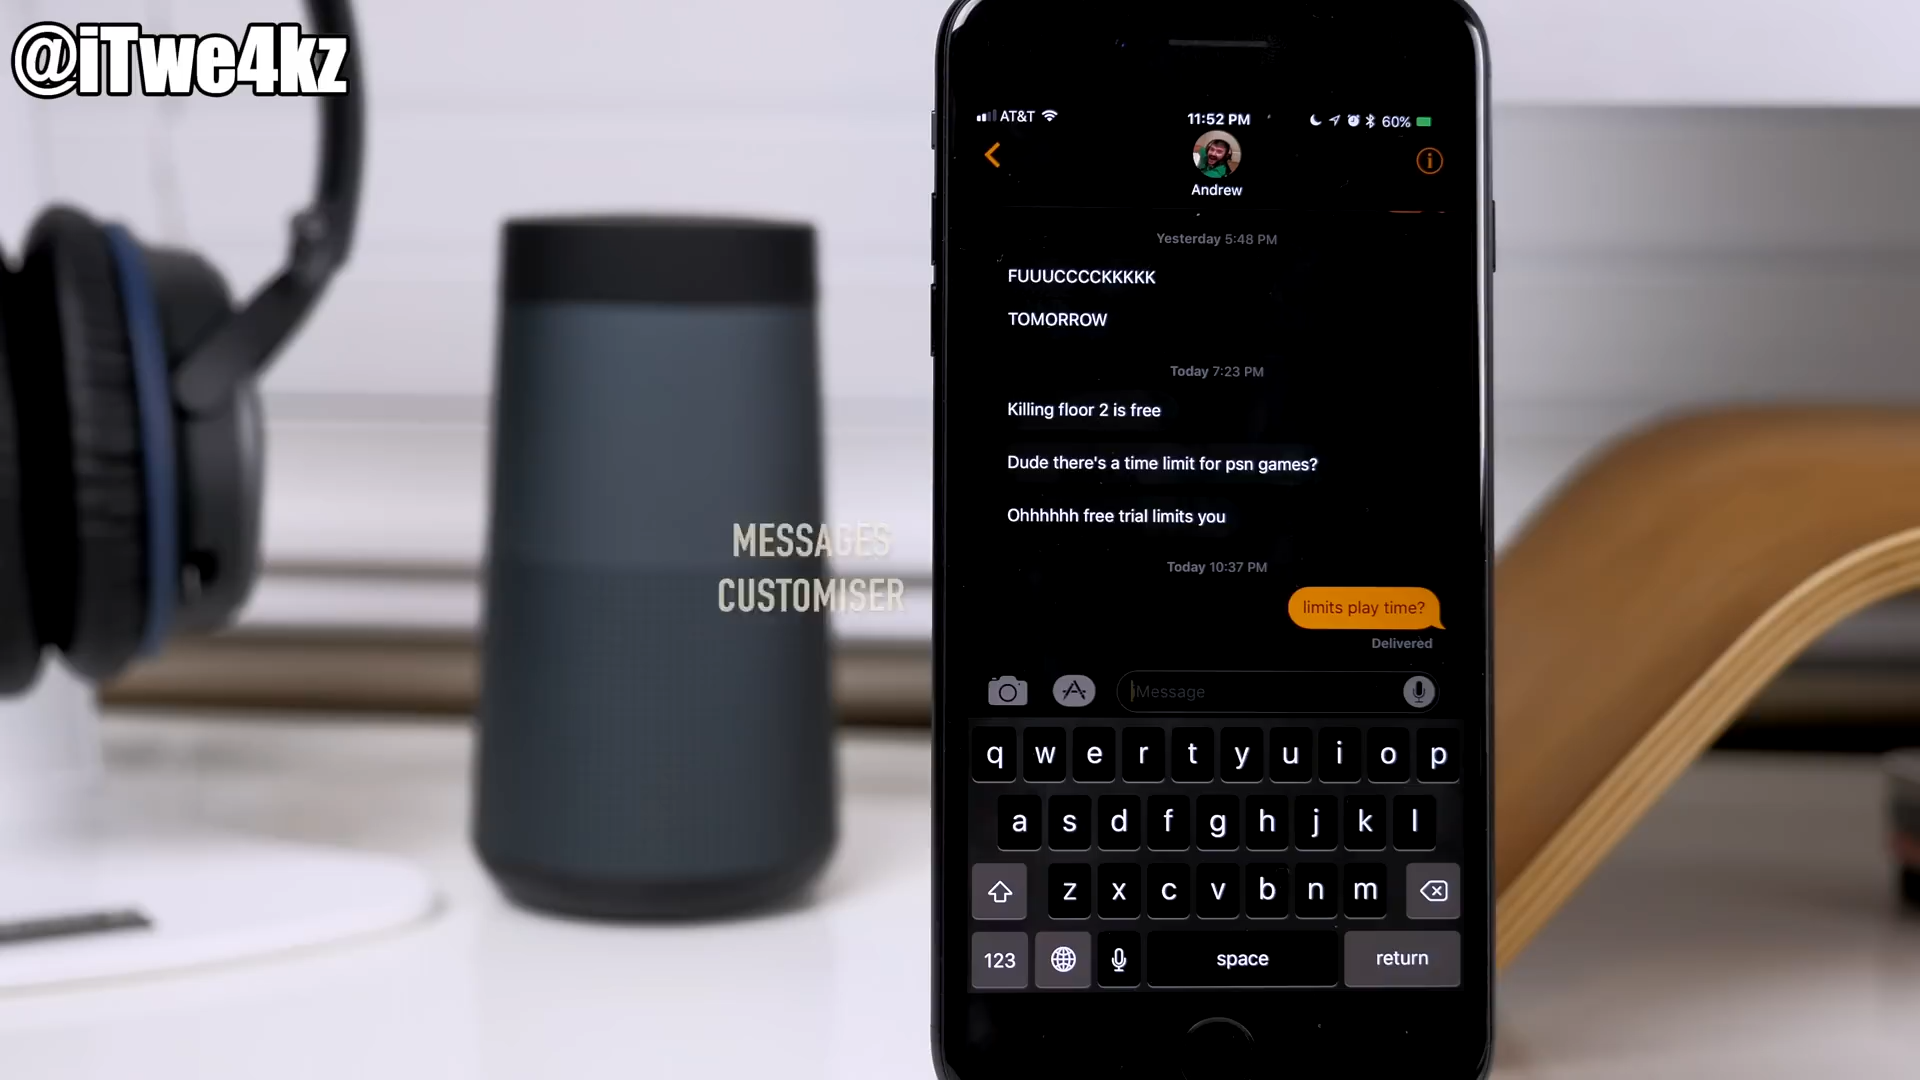 @iTwe4kz
AT&T
11:52 PM
60%
Andrew
Yesterday 5:48 PM
FUUUCCCCKKKKK
TOMORROW
Today 7:23 PM
Killing floor 2 is free
Dude there's a time limit for psn games?
Ohhhhhh free trial limits you
Today 10:37 PM
limits play time?
Delivered
MESSAGES
CUSTOMISER
iMessage
q w e r t y u i o p
a s d f g h j k l
z x c v b n m
123 space return